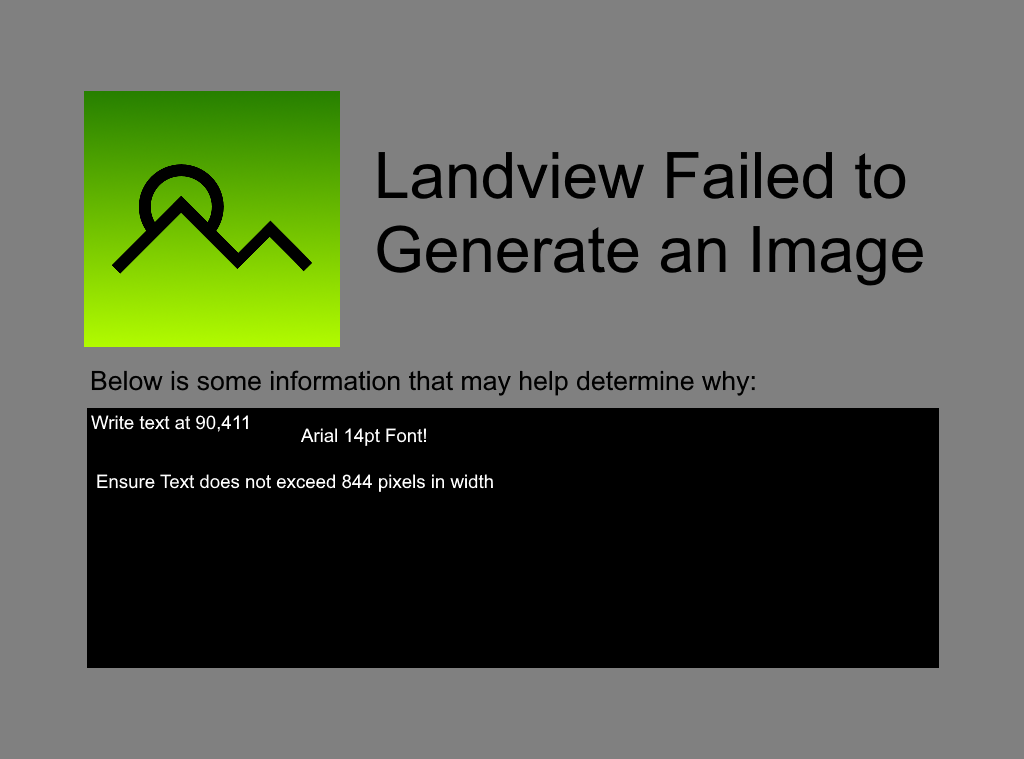 Landview Failed to
Generate an Image
Below is some information that may help determine why:
Write text at 90,411
Arial 14pt Font!
Ensure Text does not exceed 844 pixels in width